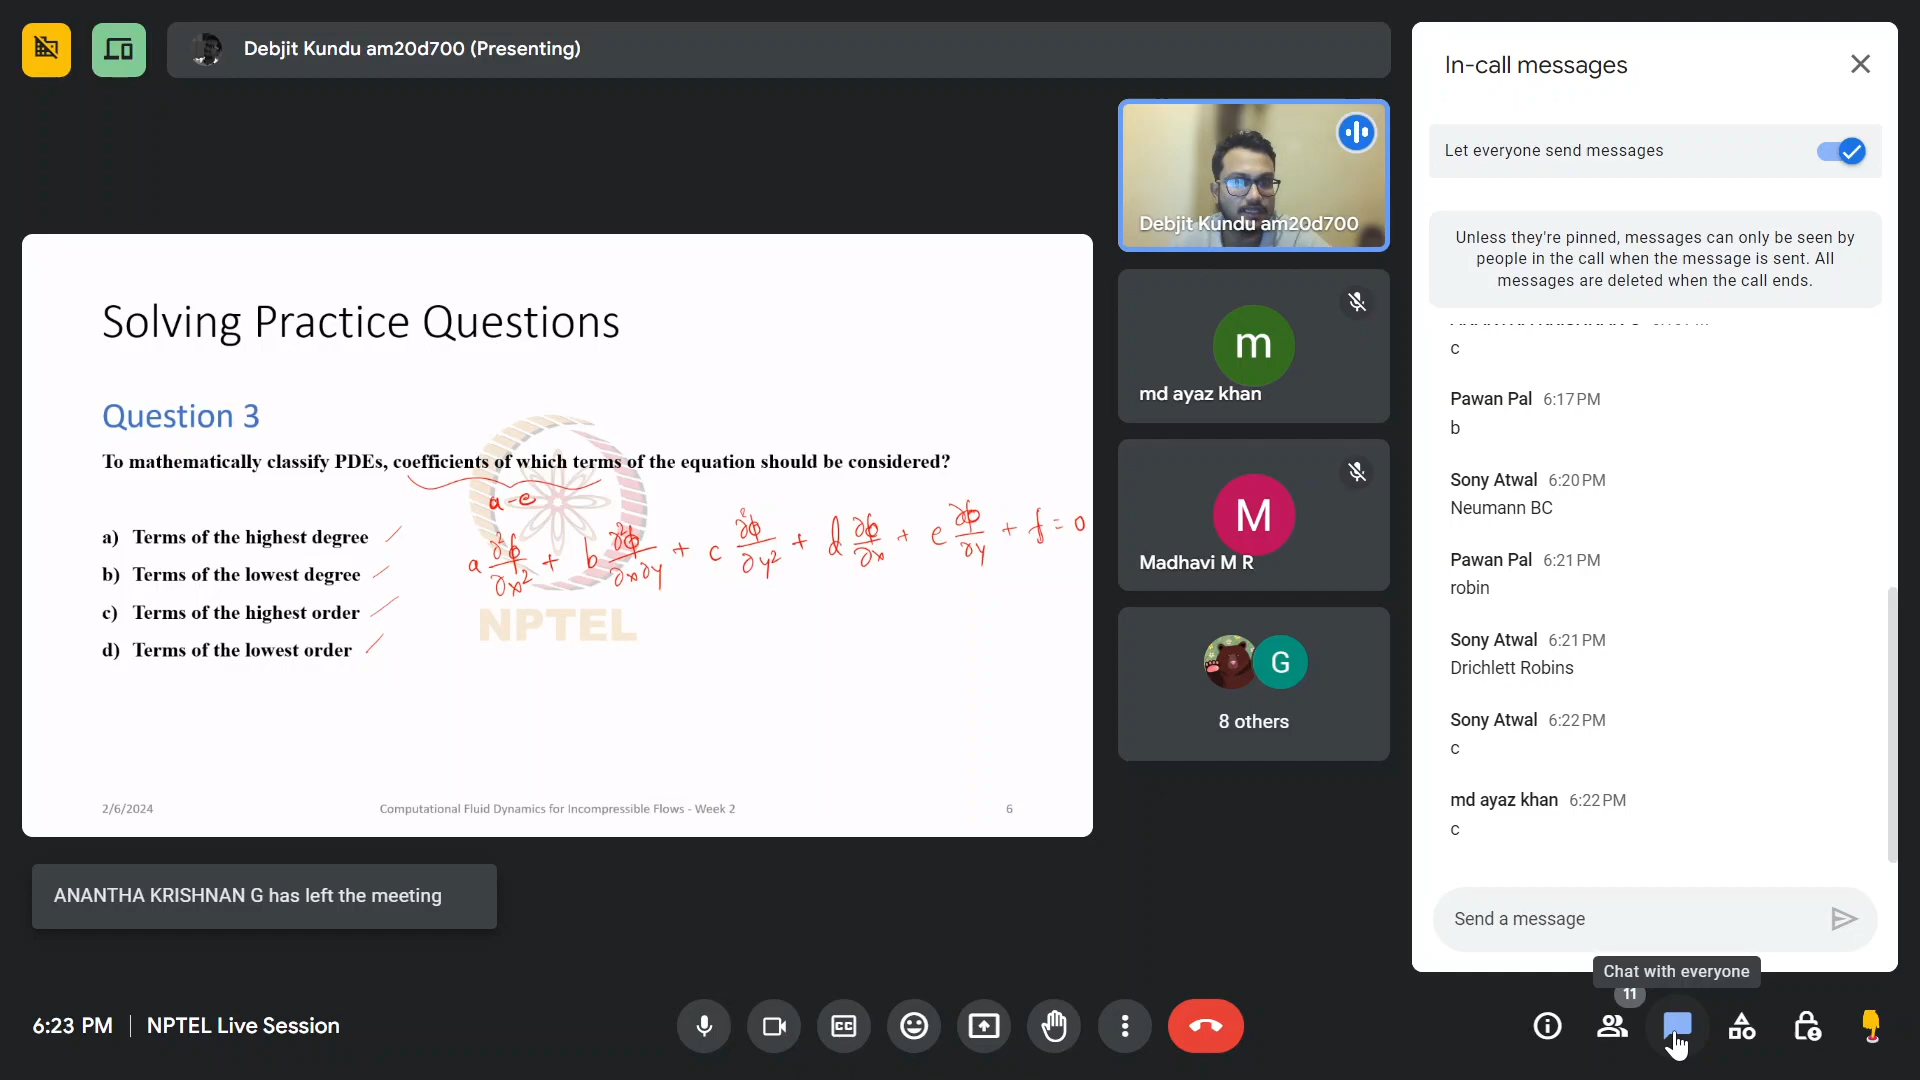 Debjit Kundu am20d700 (Presenting)
Solving Practice Questions
Question 3
To mathematically classify PDEs, coefficients of which terms of the equation should be considered?
a - e
a) Terms of the highest degree
b) Terms of the lowest degree
c) Terms of the highest order
d) Terms of the lowest order
a ∂²ϕ/∂x² + b ∂²ϕ/∂x∂y + c ∂²ϕ/∂y² + d ∂ϕ/∂x + e ∂ϕ/∂y + f = 0
NPTEL
2/6/2024
Computational Fluid Dynamics for Incompressible Flows - Week 2
6
ANANTHA KRISHNAN G has left the meeting
Debjit Kundu am20d700
m
md ayaz khan
M
Madhavi M R
G
8 others
In-call messages
Let everyone send messages
Unless they're pinned, messages can only be seen by
people in the call when the message is sent. All
messages are deleted when the call ends.
c
Pawan Pal 6:17 PM
b
Sony Atwal 6:20 PM
Neumann BC
Pawan Pal 6:21 PM
robin
Sony Atwal 6:21 PM
Drichlett Robins
Sony Atwal 6:22 PM
c
md ayaz khan 6:22 PM
c
Send a message
Chat with everyone
11
6:23 PM | NPTEL Live Session
CC